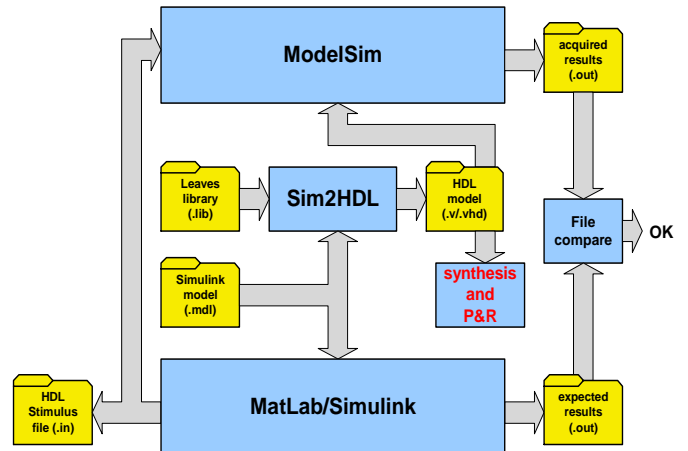 ModelSim
acquired
results
(.out)
Leaves
library
(.lib)
Sim2HDL
HDL
model
(.v/.vhd)
File
compare
OK
Simulink
model
(.mdl)
synthesis
and
P&R
HDL
Stimulus
file (.in)
MatLab/Simulink
expected
results
(.out)